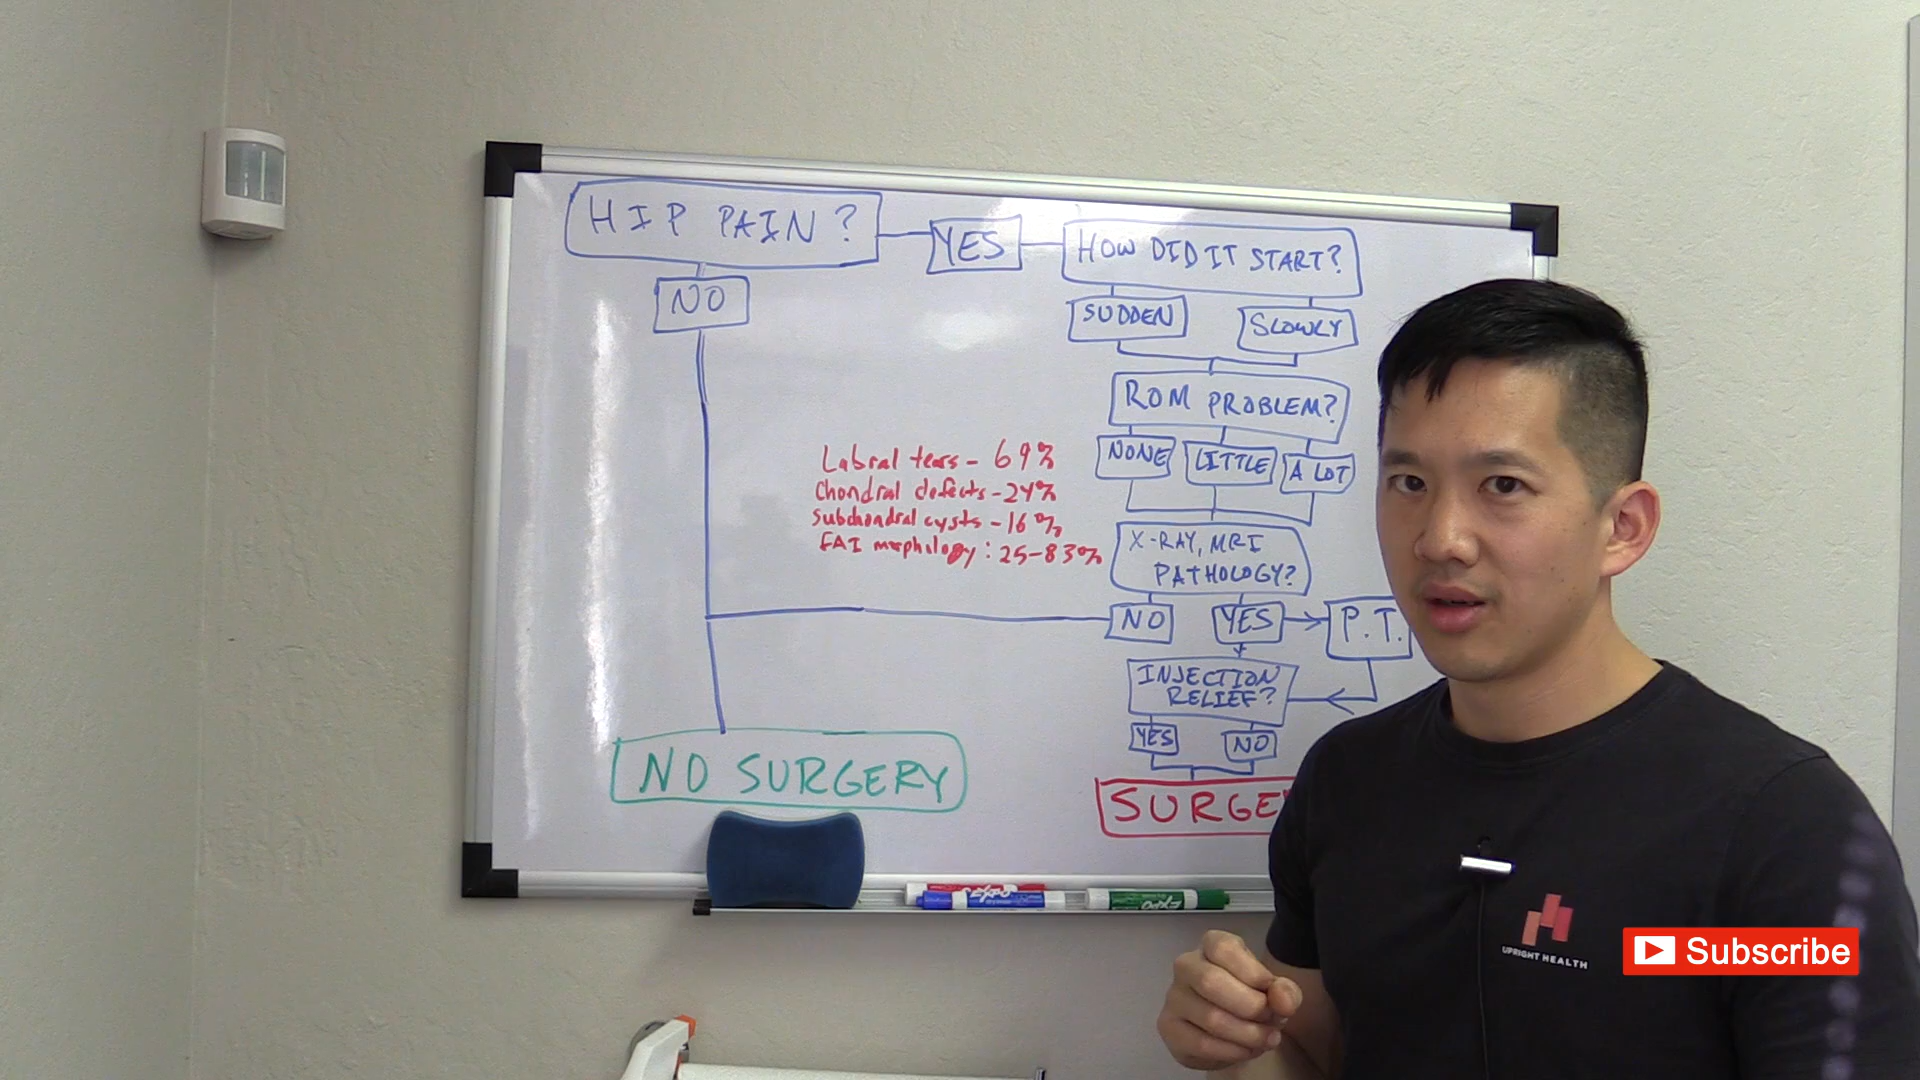 HIP PAIN?
YES
HOW DID IT START?
NO
SUDDEN
SLOWLY
ROM PROBLEM?
NONE
LITTLE
A LOT
Labral tears - 69%
Chondral defects - 24%
Subchondral cysts - 16%
FAI morphology: 25-83%
X-RAY, MRI
PATHOLOGY?
NO
YES
P.T.
INJECTION
RELIEF?
YES
NO
NO SURGERY
SURGE
EXPO
EXPO
UPRIGHT HEALTH
Subscribe